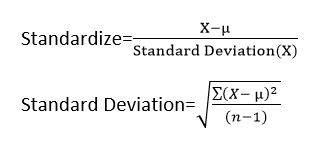 Standardize=X−μ/Standard Deviation(X)
Standard Deviation=√∑(X− μ)²/(n−1)